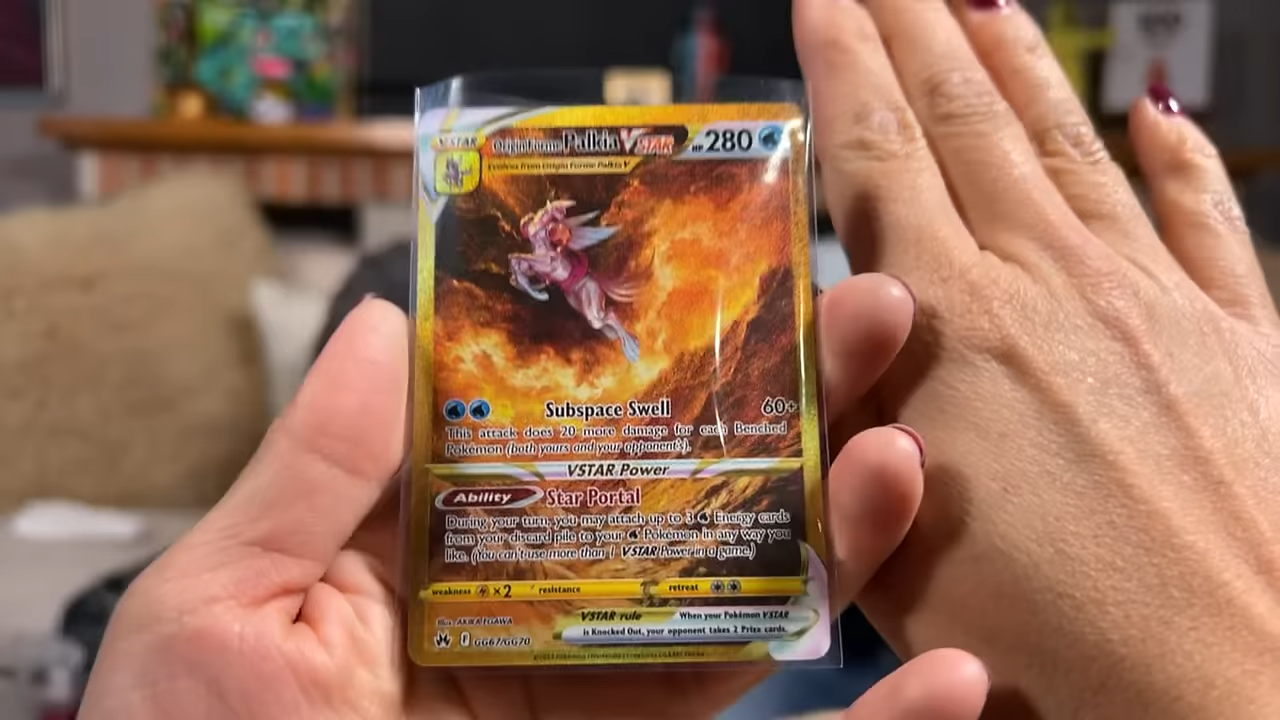 VSTAR Origin Forme Palkia VSTAR HP 280
Evolves from Origin Forme Palkia V
Subspace Swell 60+
This attack does 20 more damage for each Benched
Pokémon (both yours and your opponent's).
VSTAR Power
Ability Star Portal
During your turn, you may attach up to 3 Energy cards
from your discard pile to your Pokémon in any way you
like. (You can't use more than 1 VSTAR Power in a game.)
weakness ×2 resistance retreat
Illus. AKIRA EGAWA
VSTAR rule When your Pokémon VSTAR
is Knocked Out, your opponent takes 2 Prize cards.
F GG67/GG70